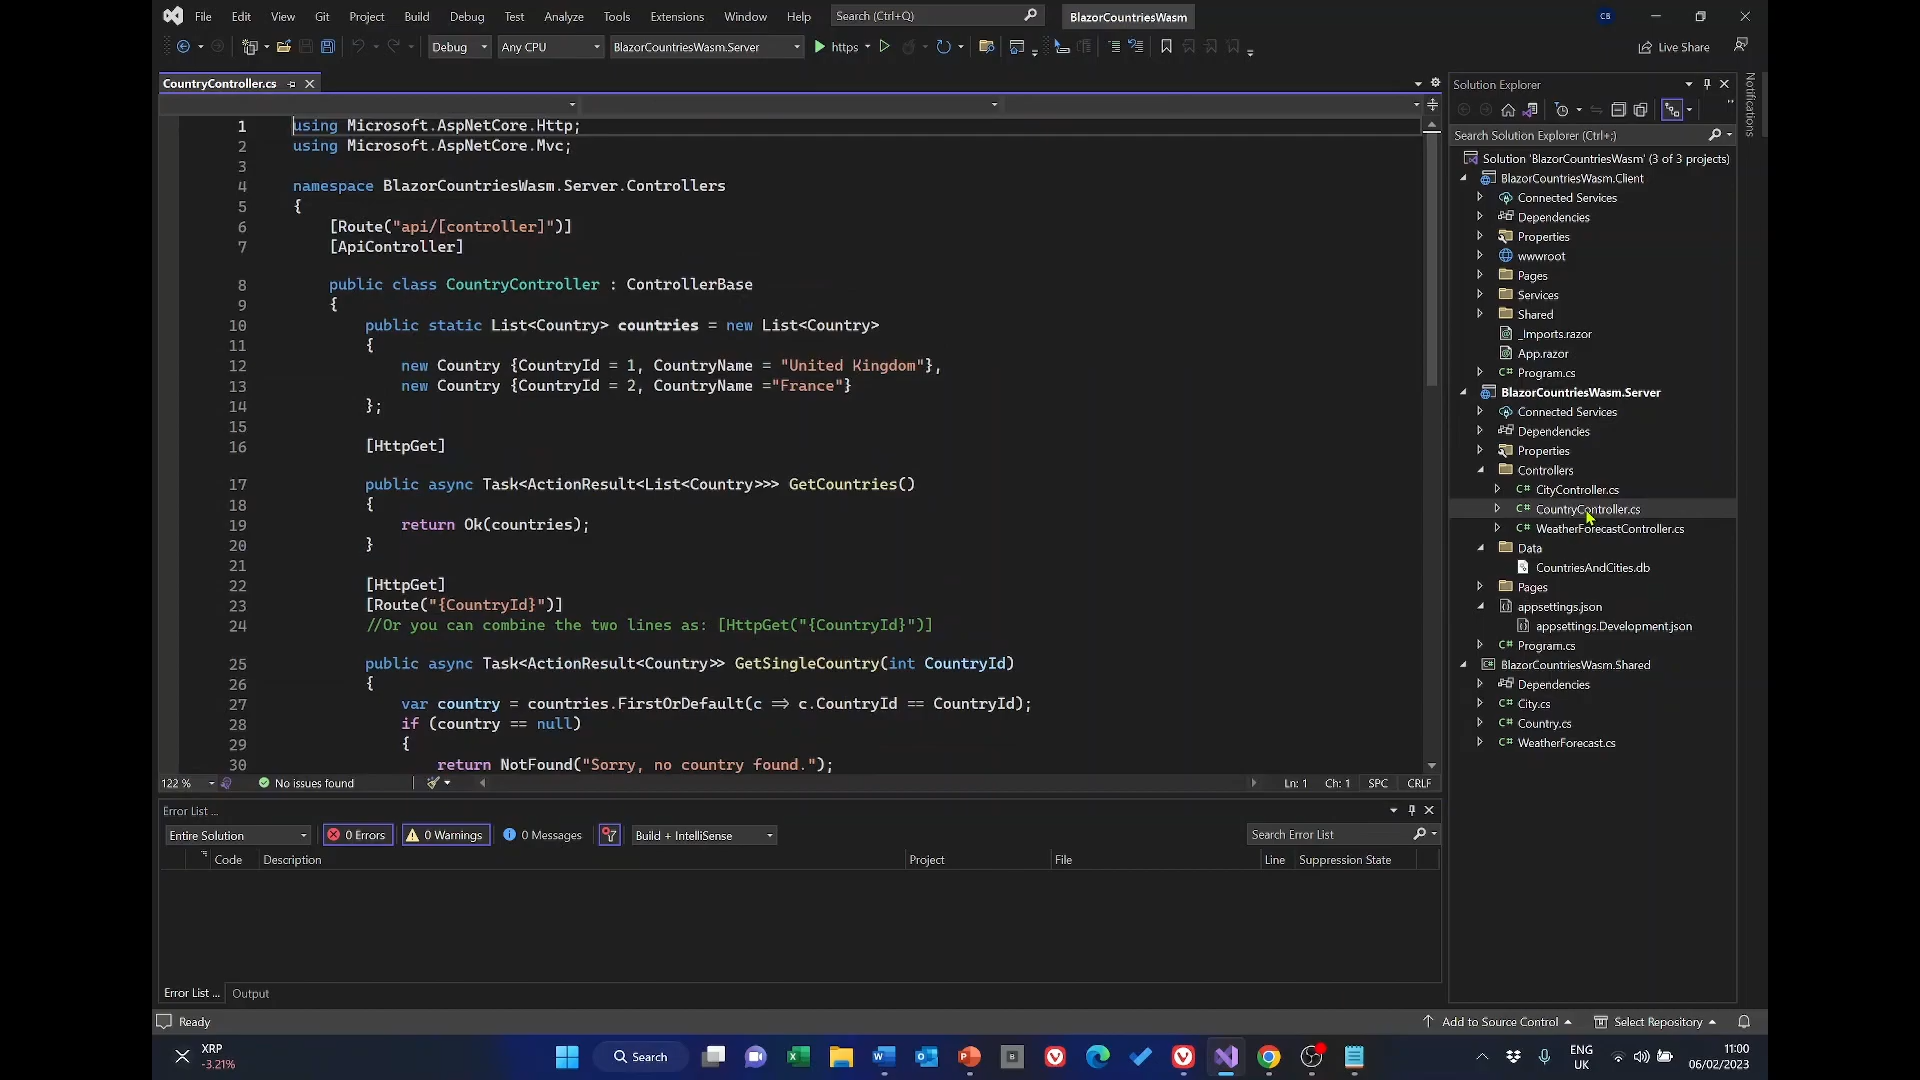 File Edit View Git Project Build Debug Test Analyze Tools Extensions Window Help Search (Ctrl+Q) BlazorCountriesWasm CB
Debug Any CPU BlazorCountriesWasm.Server https Live Share
CountryController.cs
1 using Microsoft.AspNetCore.Http;
2 using Microsoft.AspNetCore.Mvc;
3
4 namespace BlazorCountriesWasm.Server.Controllers
5 {
6 [Route("api/[controller]")]
7 [ApiController]
8 public class CountryController : ControllerBase
9 {
10 public static List<Country> countries = new List<Country>
11 {
12 new Country {CountryId = 1, CountryName = "United Kingdom"},
13 new Country {CountryId = 2, CountryName ="France"}
14 };
15
16 [HttpGet]
17 public async Task<ActionResult<List<Country>>> GetCountries()
18 {
19 return Ok(countries);
20 }
21
22 [HttpGet]
23 [Route("{CountryId}")]
24 //Or you can combine the two lines as: [HttpGet("{CountryId}")]
25 public async Task<ActionResult<Country>> GetSingleCountry(int CountryId)
26 {
27 var country = countries.FirstOrDefault(c => c.CountryId == CountryId);
28 if (country == null)
29 {
30 return NotFound("Sorry, no country found.");
122 % No issues found Ln: 1 Ch: 1 SPC CRLF
Error List ...
Entire Solution 0 Errors 0 Warnings 0 Messages Build + IntelliSense Search Error List
Code Description Project File Line Suppression State
Error List ... Output
Solution Explorer
Search Solution Explorer (Ctrl+;)
Solution 'BlazorCountriesWasm' (3 of 3 projects)
BlazorCountriesWasm.Client
Connected Services
Dependencies
Properties
wwwroot
Pages
Services
Shared
_Imports.razor
App.razor
C# Program.cs
BlazorCountriesWasm.Server
Connected Services
Dependencies
Properties
Controllers
C# CityController.cs
C# CountryController.cs
C# WeatherForecastController.cs
Data
CountriesAndCities.db
Pages
appsettings.json
appsettings.Development.json
C# Program.cs
C# BlazorCountriesWasm.Shared
Dependencies
C# City.cs
C# Country.cs
C# WeatherForecast.cs
Notifications
Ready Add to Source Control Select Repository
XRP
-3.21%
Search
ENG
UK
11:00
06/02/2023